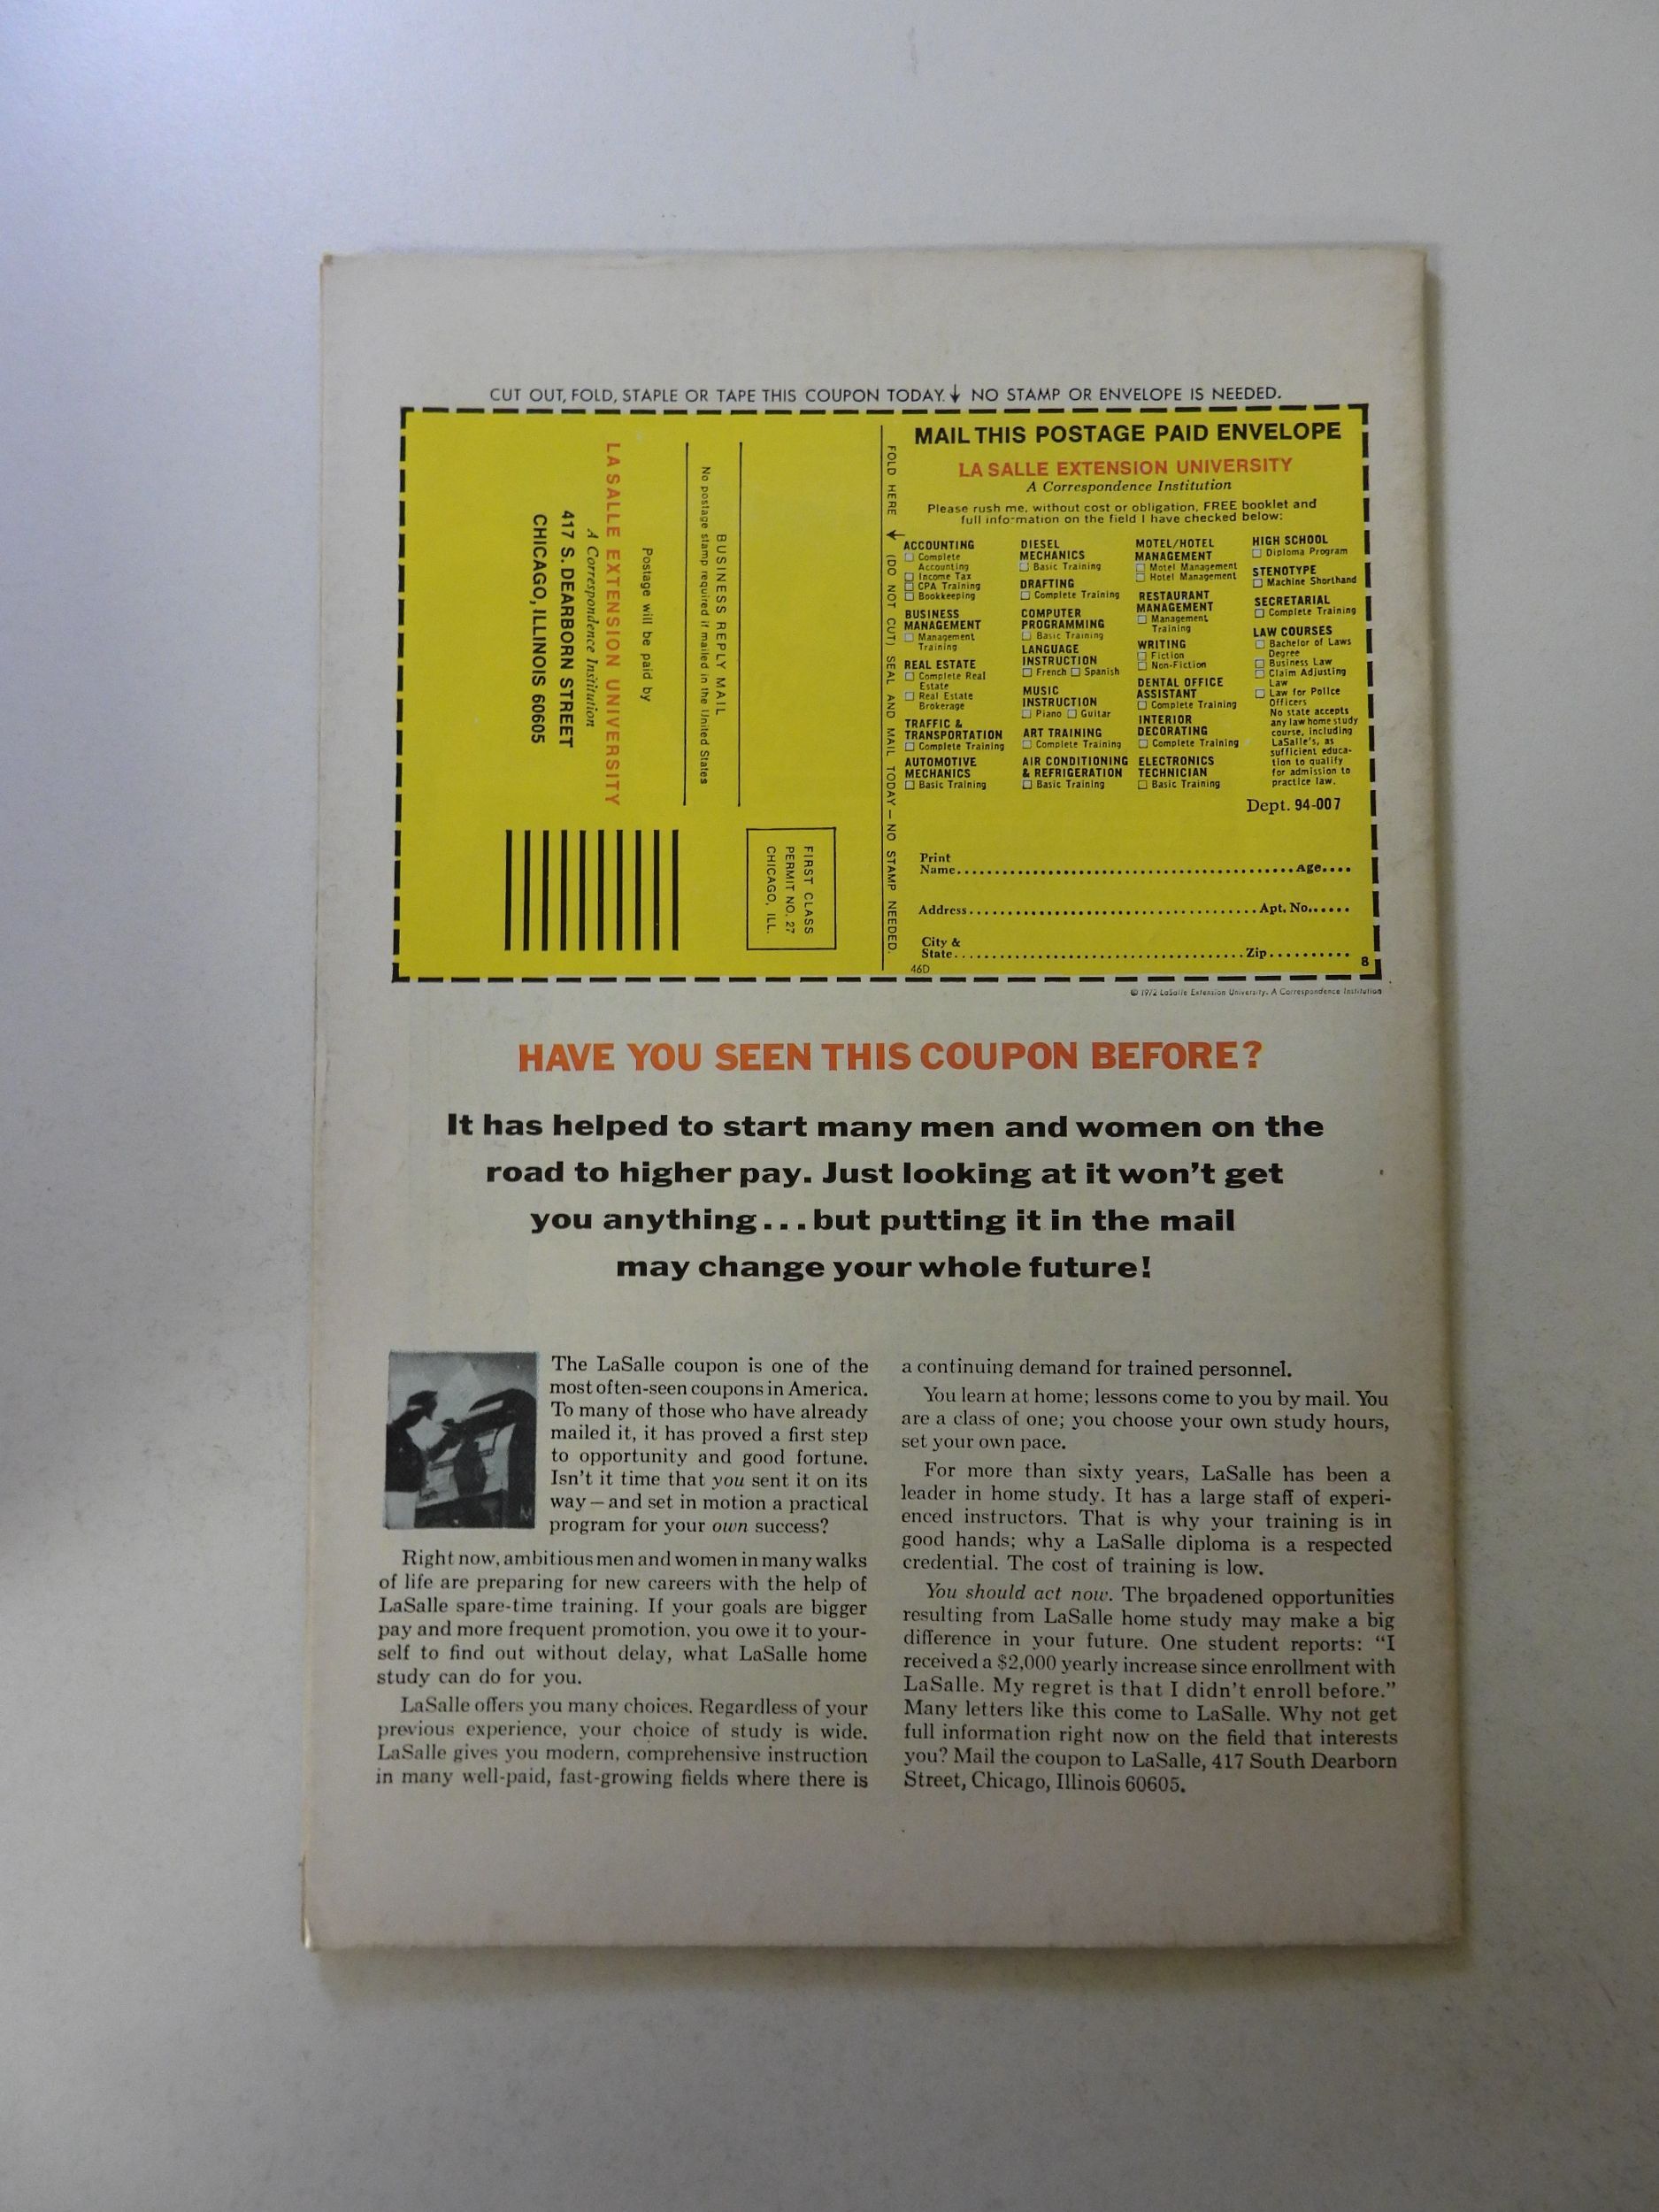 CUT OUT, FOLD, STAPLE OR TAPE THIS COUPON TODAY.↓ NO STAMP OR ENVELOPE IS NEEDED.
BUSINESS REPLY MAIL
No postage stamp required if mailed in the United States
Postage will be paid by
LA SALLE EXTENSION UNIVERSITY
A Correspondence Institution
417 S. DEARBORN STREET
CHICAGO, ILLINOIS 60605
FIRST CLASS
PERMIT NO. 27
CHICAGO, ILL.
FOLD HERE → (DO NOT CUT) SEAL AND MAIL TODAY — NO STAMP NEEDED.
MAIL THIS POSTAGE PAID ENVELOPE
LA SALLE EXTENSION UNIVERSITY
A Correspondence Institution
Please rush me, without cost or obligation, FREE booklet and
full information on the field I have checked below:
ACCOUNTING
☐ Complete
Accounting
☐ Income Tax
☐ CPA Training
☐ Bookkeeping
BUSINESS
MANAGEMENT
☐ Management
Training
REAL ESTATE
☐ Complete Real
Estate
☐ Real Estate
Brokerage
TRAFFIC &
TRANSPORTATION
☐ Complete Training
AUTOMOTIVE
MECHANICS
☐ Basic Training
DIESEL
MECHANICS
☐ Basic Training
DRAFTING
☐ Complete Training
COMPUTER
PROGRAMMING
☐ Basic Training
LANGUAGE
INSTRUCTION
☐ French ☐ Spanish
MUSIC
INSTRUCTION
☐ Piano ☐ Guitar
ART TRAINING
☐ Complete Training
AIR CONDITIONING
& REFRIGERATION
☐ Basic Training
MOTEL/HOTEL
MANAGEMENT
☐ Motel Management
☐ Hotel Management
RESTAURANT
MANAGEMENT
☐ Management
Training
WRITING
☐ Fiction
☐ Non-Fiction
DENTAL OFFICE
ASSISTANT
☐ Complete Training
INTERIOR
DECORATING
☐ Complete Training
ELECTRONICS
TECHNICIAN
☐ Basic Training
HIGH SCHOOL
☐ Diploma Program
STENOTYPE
☐ Machine Shorthand
SECRETARIAL
☐ Complete Training
LAW COURSES
☐ Bachelor of Laws
Degree
☐ Business Law
☐ Claim Adjusting
Law
☐ Law for Police
Officers
No state accepts
any law home study
course, including
LaSalle's, as
sufficient educa-
tion to qualify
for admission to
practice law.
Dept. 94-007
Print
Name........................................Age....
Address........................................Apt. No......
City &
State........................................Zip..........
46D
8
© 1972 LaSalle Extension University. A Correspondence Institution
HAVE YOU SEEN THIS COUPON BEFORE?
It has helped to start many men and women on the
road to higher pay. Just looking at it won't get
you anything...but putting it in the mail
may change your whole future!
The LaSalle coupon is one of the
most often-seen coupons in America.
To many of those who have already
mailed it, it has proved a first step
to opportunity and good fortune.
Isn't it time that you sent it on its
way — and set in motion a practical
program for your own success?
Right now, ambitious men and women in many walks
of life are preparing for new careers with the help of
LaSalle spare-time training. If your goals are bigger
pay and more frequent promotion, you owe it to your-
self to find out without delay, what LaSalle home
study can do for you.
LaSalle offers you many choices. Regardless of your
previous experience, your choice of study is wide.
LaSalle gives you modern, comprehensive instruction
in many well-paid, fast-growing fields where there is
a continuing demand for trained personnel.
You learn at home; lessons come to you by mail. You
are a class of one; you choose your own study hours,
set your own pace.
For more than sixty years, LaSalle has been a
leader in home study. It has a large staff of experi-
enced instructors. That is why your training is in
good hands; why a LaSalle diploma is a respected
credential. The cost of training is low.
You should act now. The broadened opportunities
resulting from LaSalle home study may make a big
difference in your future. One student reports: "I
received a $2,000 yearly increase since enrollment with
LaSalle. My regret is that I didn't enroll before."
Many letters like this come to LaSalle. Why not get
full information right now on the field that interests
you? Mail the coupon to LaSalle, 417 South Dearborn
Street, Chicago, Illinois 60605.